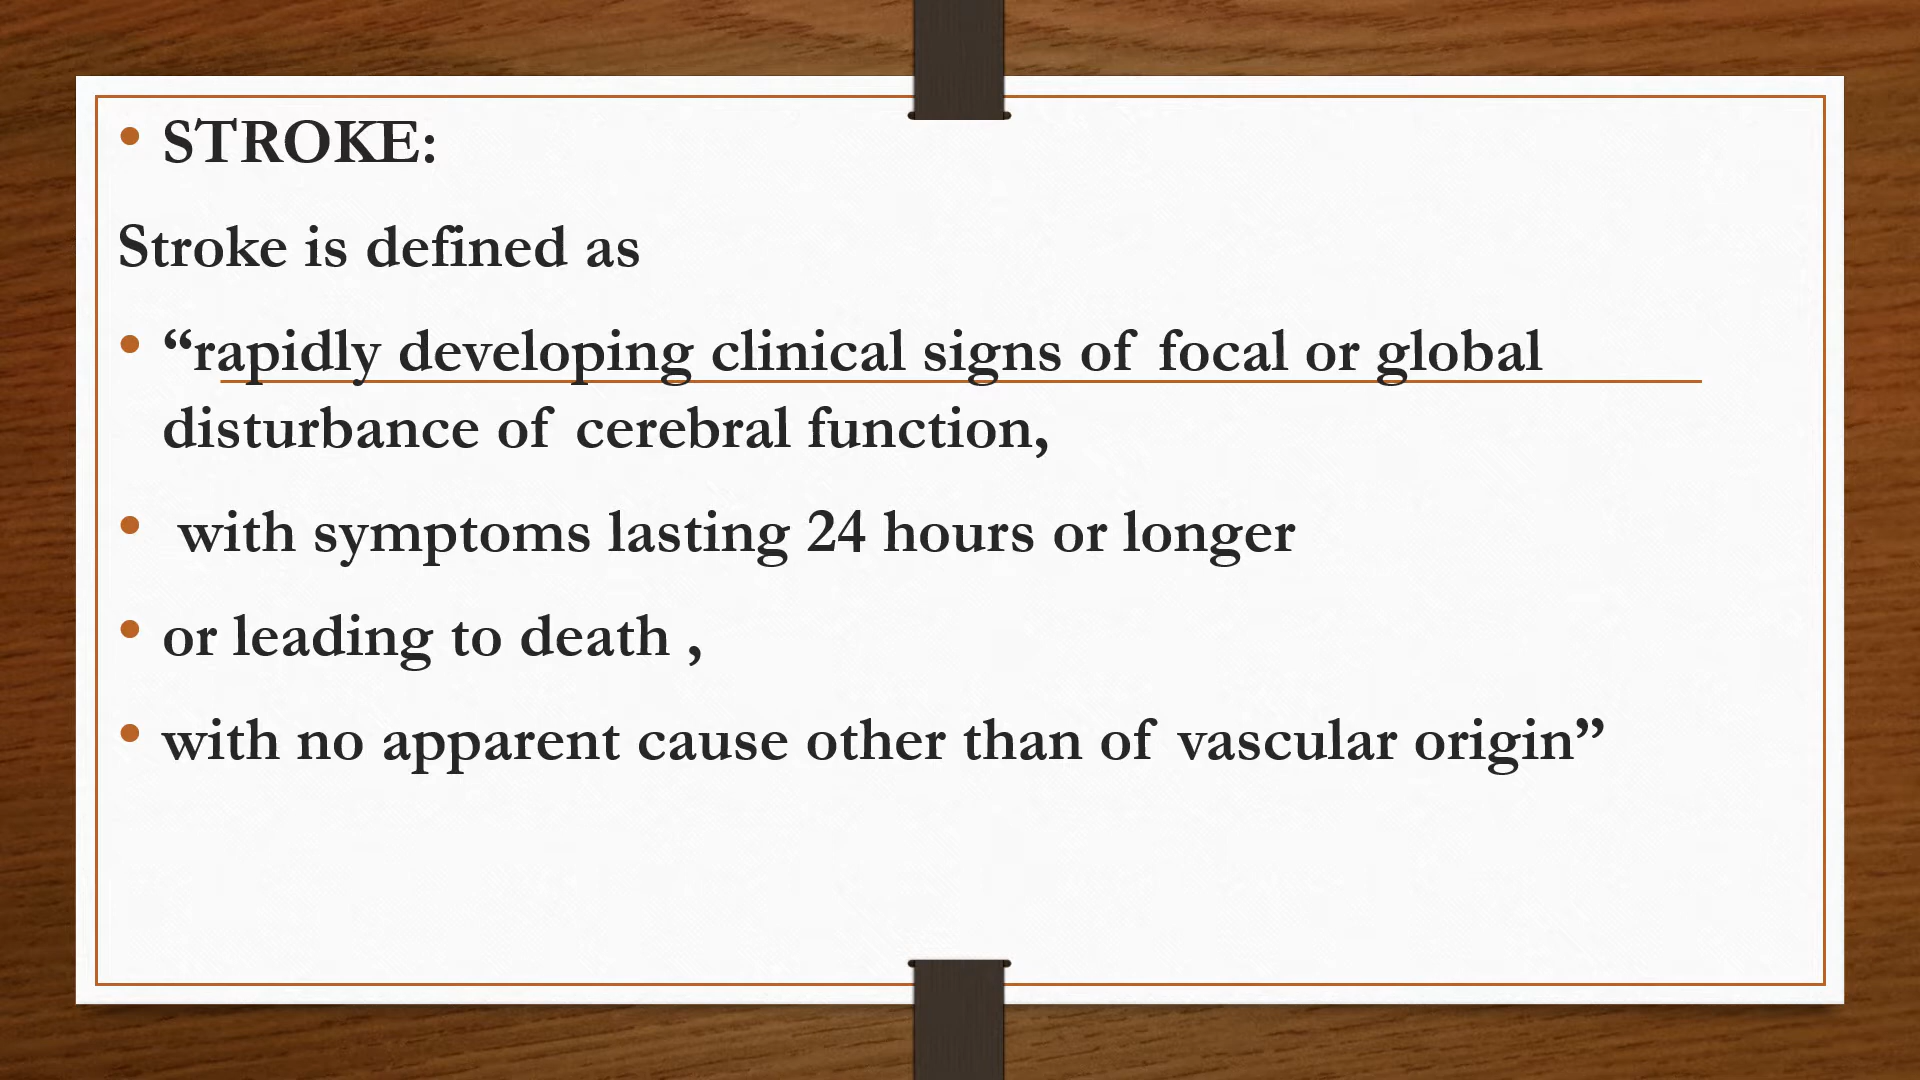 • STROKE:
Stroke is defined as
• “rapidly developing clinical signs of focal or global
disturbance of cerebral function,
• with symptoms lasting 24 hours or longer
• or leading to death ,
• with no apparent cause other than of vascular origin”